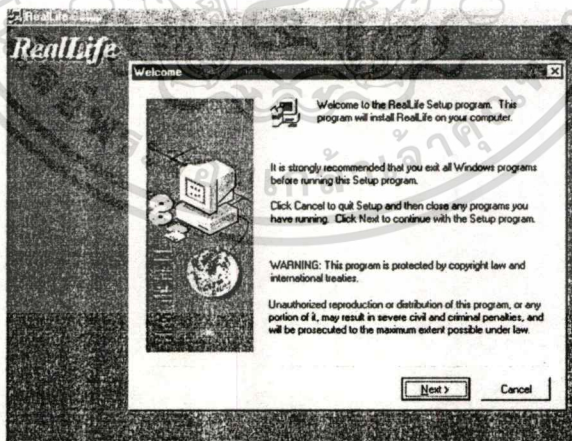 RealLife
Welcome
Welcome to the RealLife Setup program. This
program will install RealLife on your computer.
It is strongly recommended that you exit all Windows programs
before running this Setup program.
Click Cancel to quit Setup and then close any programs you
have running. Click Next to continue with the Setup program.
WARNING: This program is protected by copyright law and
international treaties.
Unauthorized reproduction or distribution of this program, or any
portion of it, may result in severe civil and criminal penalties, and
will be prosecuted to the maximum extent possible under law.
Next >
Cancel